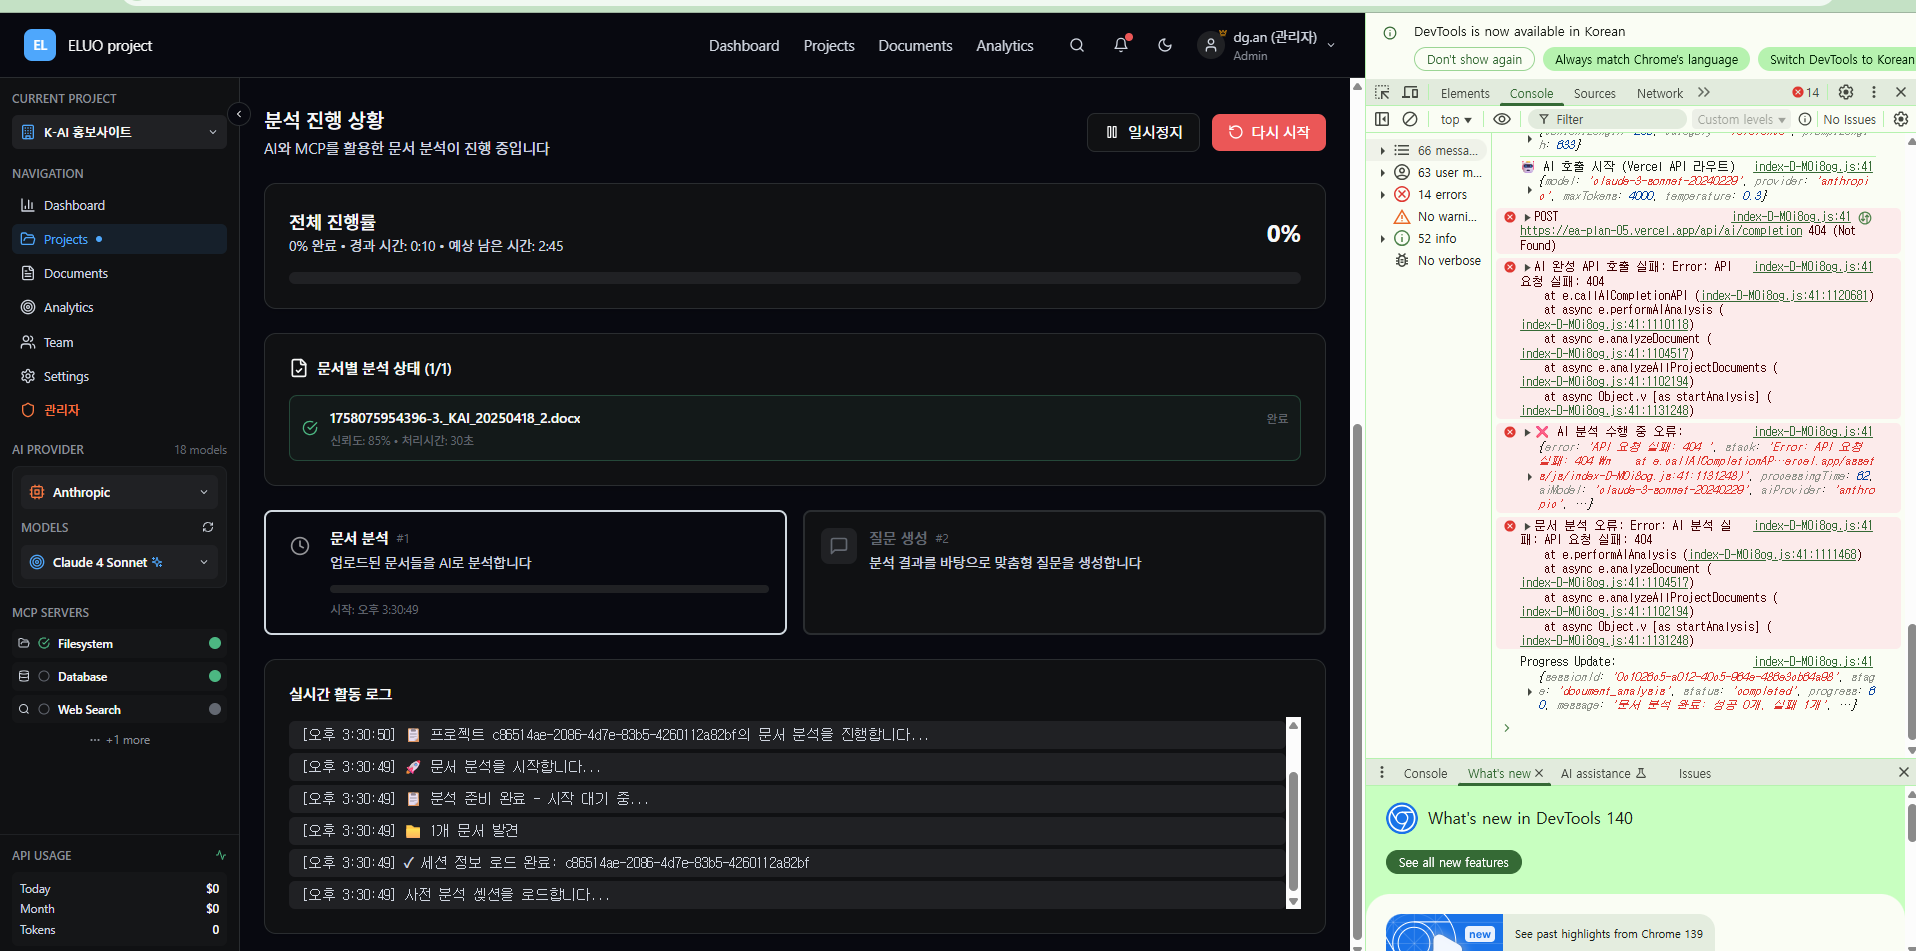 EL
ELUO project
Dashboard
Projects
Documents
Analytics
dg.an (관리자)
Admin
CURRENT PROJECT
K-AI 홍보사이트
NAVIGATION
Dashboard
Projects
Documents
Analytics
Team
Settings
관리자
AI PROVIDER
18 models
Anthropic
MODELS
Claude 4 Sonnet
MCP SERVERS
Filesystem
Database
Web Search
··· +1 more
API USAGE
Today $0
Month $0
Tokens 0
분석 진행 상황
AI와 MCP를 활용한 문서 분석이 진행 중입니다
일시정지
다시 시작
전체 진행률
0% 완료 • 경과 시간: 0:10 • 예상 남은 시간: 2:45
0%
문서별 분석 상태 (1/1)
1758075954396-3._KAI_20250418_2.docx
완료
신뢰도: 85% • 처리시간: 30초
문서 분석 #1
업로드된 문서들을 AI로 분석합니다
시작: 오후 3:30:49
질문 생성 #2
분석 결과를 바탕으로 맞춤형 질문을 생성합니다
실시간 활동 로그
[오후 3:30:50] 📋 프로젝트 c86514ae-2086-4d7e-83b5-4260112a82bf의 문서 분석을 진행합니다...
[오후 3:30:49] 🚀 문서 분석을 시작합니다...
[오후 3:30:49] 📋 분석 준비 완료 - 시작 대기 중...
[오후 3:30:49] 📁 1개 문서 발견
[오후 3:30:49] ✓ 세션 정보 로드 완료: c86514ae-2086-4d7e-83b5-4260112a82bf
[오후 3:30:49] 사전 분석 세션을 로드합니다...
DevTools is now available in Korean
Don't show again
Always match Chrome's language
Switch DevTools to Korean
Elements
Console
Sources
Network
14
top
Filter
Custom levels
No Issues
66 messa...
63 user m...
14 errors
No warni...
52 info
No verbose
h: 633}
AI 호출 시작 (Vercel API 라우트) index-D-MOi8og.js:41
{model: 'claude-3-sonnet-20240229', provider: 'anthropi
c', maxTokens: 4000, temperature: 0.3}
POST index-D-MOi8og.js:41
https://ea-plan-05.vercel.app/api/ai/completion 404 (Not
Found)
AI 완성 API 호출 실패: Error: API index-D-MOi8og.js:41
요청 실패: 404
at e.callAICompletionAPI (index-D-MOi8og.js:41:1120681)
at async e.performAIAnalysis (
index-D-MOi8og.js:41:1110118)
at async e.analyzeDocument (
index-D-MOi8og.js:41:1104517)
at async e.analyzeAllProjectDocuments (
index-D-MOi8og.js:41:1102194)
at async Object.v [as startAnalysis] (
index-D-MOi8og.js:41:1131248)
❌ AI 분석 수행 중 오류: index-D-MOi8og.js:41
{error: 'API 요청 실패: 404 ', stack: 'Error: API 요청
실패: 404 ₩n    at e.callAICompletionAP…ercel.app/asset
s/js/index-D-MOi8og.js:41:1131248)', processingTime: 62,
aiModel: 'claude-3-sonnet-20240229', aiProvider: 'anthro
pic', …}
문서 분석 오류: Error: AI 분석 실 index-D-MOi8og.js:41
패: API 요청 실패: 404
at e.performAIAnalysis (index-D-MOi8og.js:41:1111468)
at async e.analyzeDocument (
index-D-MOi8og.js:41:1104517)
at async e.analyzeAllProjectDocuments (
index-D-MOi8og.js:41:1102194)
at async Object.v [as startAnalysis] (
index-D-MOi8og.js:41:1131248)
Progress Update: index-D-MOi8og.js:41
{sessionId: '0c1026c5-a012-40c5-964e-486e3cb64a98', stag
e: 'document_analysis', status: 'completed', progress: 6
0, message: '문서 분석 완료: 성공 0개, 실패 1개', …}
Console
What's new
AI assistance
Issues
What's new in DevTools 140
See all new features
new
See past highlights from Chrome 139